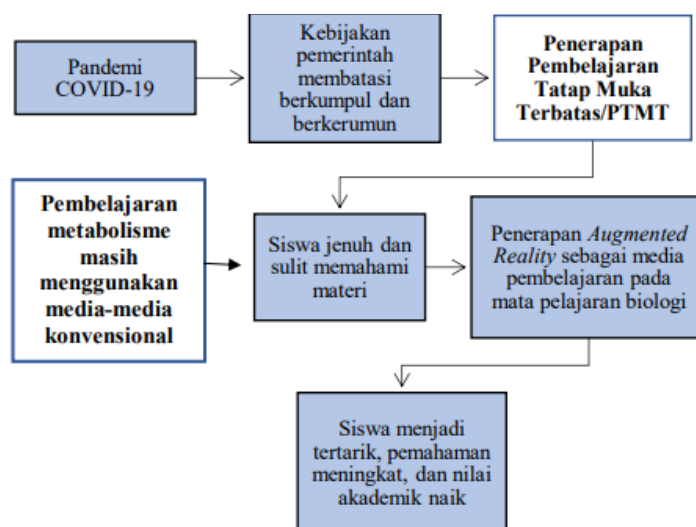 Pandemi
COVID-19
Kebijakan
pemerintah
membatasi
berkumpul dan
berkerumun
Penerapan
Pembelajaran
Tatap Muka
Terbatas/PTMT
Pembelajaran
metabolisme
masih
menggunakan
media-media
konvensional
Siswa jenuh dan
sulit memahami
materi
Penerapan Augmented
Reality sebagai media
pembelajaran pada
mata pelajaran biologi
Siswa menjadi
tertarik, pemahaman
meningkat, dan nilai
akademik naik